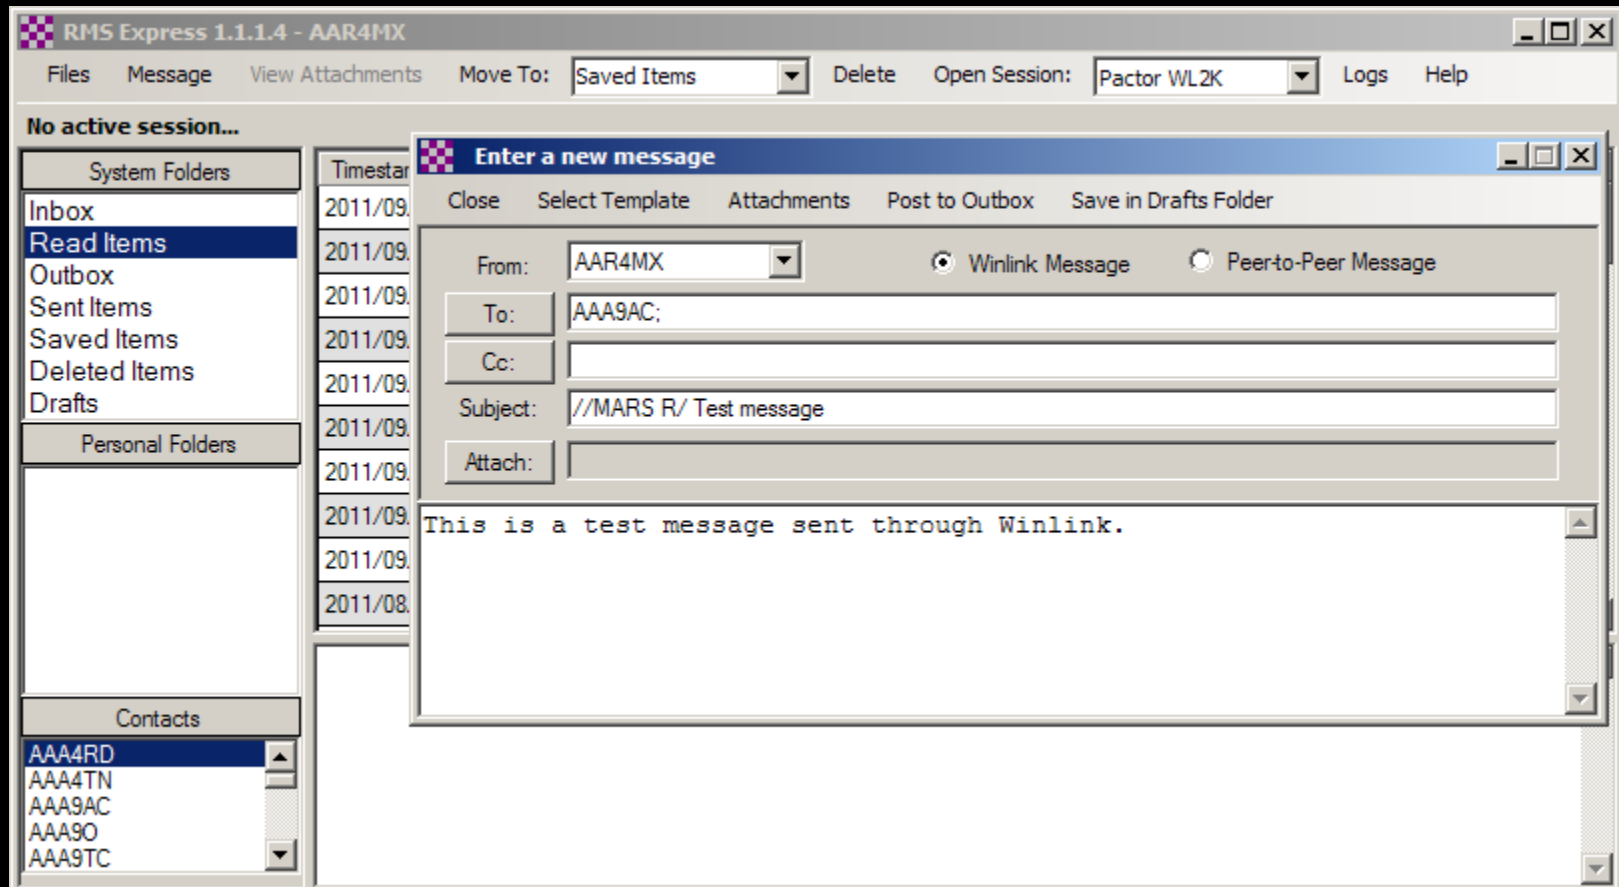 RMS Express 1.1.1.4 - AAR4MX
Files Message View Attachments Move To: Saved Items Delete Open Session: Pactor WL2K Logs Help
No active session...
System Folders
Inbox
Read Items
Outbox
Sent Items
Saved Items
Deleted Items
Drafts
Personal Folders
Contacts
AAA4RD
AAA4TN
AAA9AC
AAA9O
AAA9TC
Timestar
2011/09.
2011/09.
2011/09.
2011/09.
2011/09.
2011/09.
2011/09.
2011/09.
2011/09.
2011/08.
Enter a new message
Close Select Template Attachments Post to Outbox Save in Drafts Folder
From: AAR4MX Winlink Message Peer-to-Peer Message
To: AAA9AC;
Cc:
Subject: //MARS R/ Test message
Attach:
This is a test message sent through Winlink.